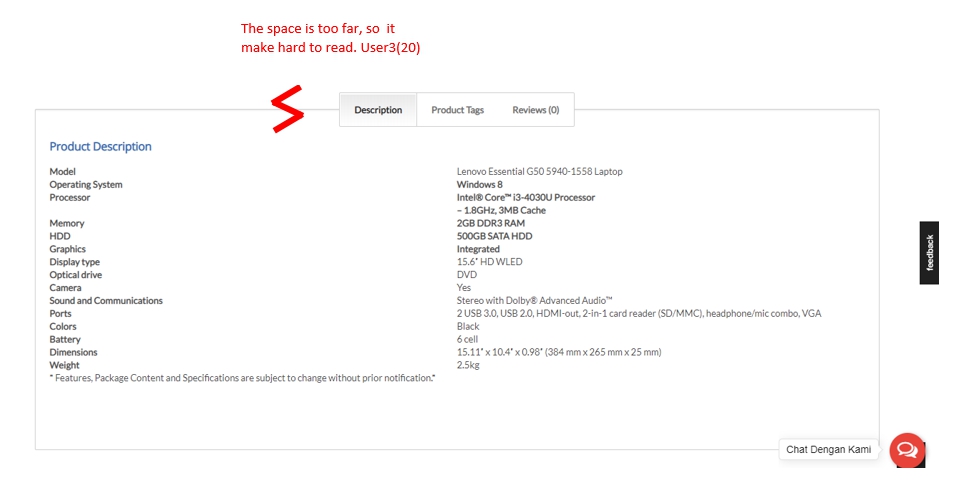 The space is too far, so  it
make hard to read. User3(20)
Description
Product Tags
Reviews (0)
Product Description
Model Lenovo Essential G50 5940-1558 Laptop
Operating System Windows 8
Processor Intel® Core™ i3-4030U Processor
– 1.8GHz, 3MB Cache
Memory 2GB DDR3 RAM
HDD 500GB SATA HDD
Graphics Integrated
Display type 15.6" HD WLED
Optical drive DVD
Camera Yes
Sound and Communications Stereo with Dolby® Advanced Audio™
Ports 2 USB 3.0, USB 2.0, HDMI-out, 2-in-1 card reader (SD/MMC), headphone/mic combo, VGA
Colors Black
Battery 6 cell
Dimensions 15.11" x 10.4" x 0.98" (384 mm x 265 mm x 25 mm)
Weight 2.5kg
* Features, Package Content and Specifications are subject to change without prior notification."
feedback
Chat Dengan Kami